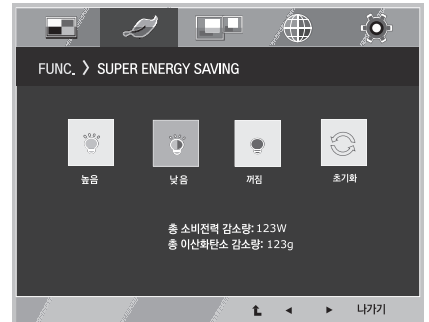 FUNC. > SUPER ENERGY SAVING
높음 낮음 꺼짐 초기화
총 소비전력 감소량: 123W
총 이산화탄소 감소량: 123g
나가기